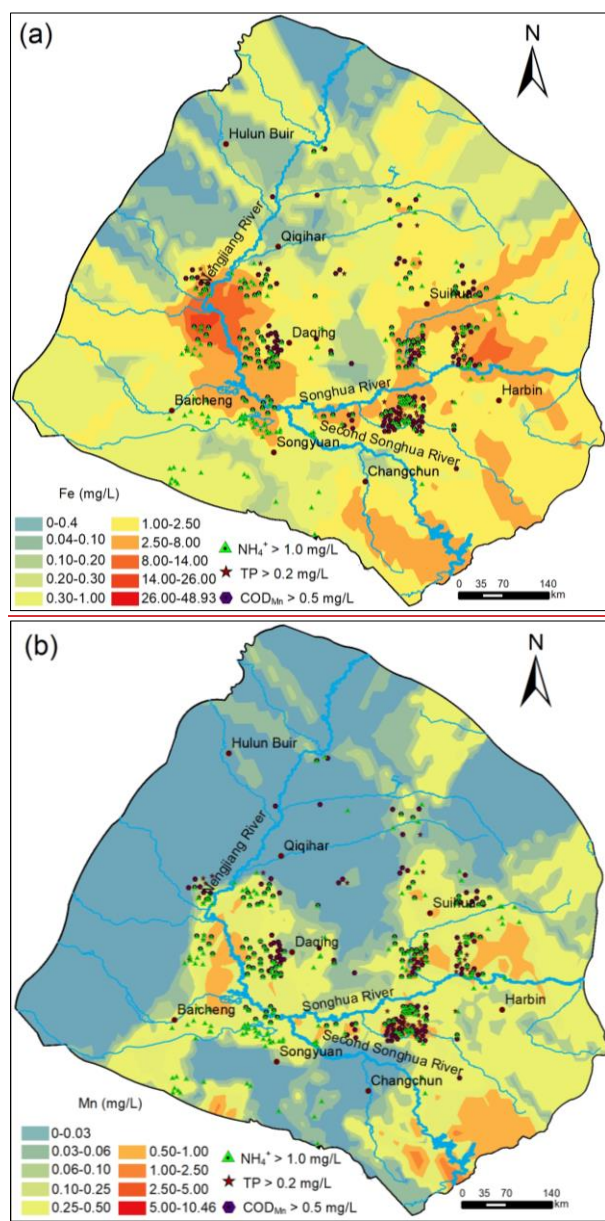 (a)
N
Hulun Buir
Nengjiang River
Qiqihar
Suihua
Daqihg
Songhua River
Baicheng
Harbin
Second Songhua River
Songyuan
Changchun
Fe (mg/L)
0-0.4
0.04-0.10
0.10-0.20
0.20-0.30
0.30-1.00
1.00-2.50
2.50-8.00
8.00-14.00
14.00-26.00
26.00-48.93
NH₄⁺ > 1.0 mg/L
TP > 0.2 mg/L
CODMn > 0.5 mg/L
0 35 70 140
km
(b)
N
Hulun Buir
Nengjiang River
Qiqihar
Suihua
Daqihg
Songhua River
Baicheng
Harbin
Second Songhua River
Songyuan
Changchun
Mn (mg/L)
0-0.03
0.03-0.06
0.06-0.10
0.10-0.25
0.25-0.50
0.50-1.00
1.00-2.50
2.50-5.00
5.00-10.46
NH₄⁺ > 1.0 mg/L
TP > 0.2 mg/L
CODMn > 0.5 mg/L
0 35 70 140
km